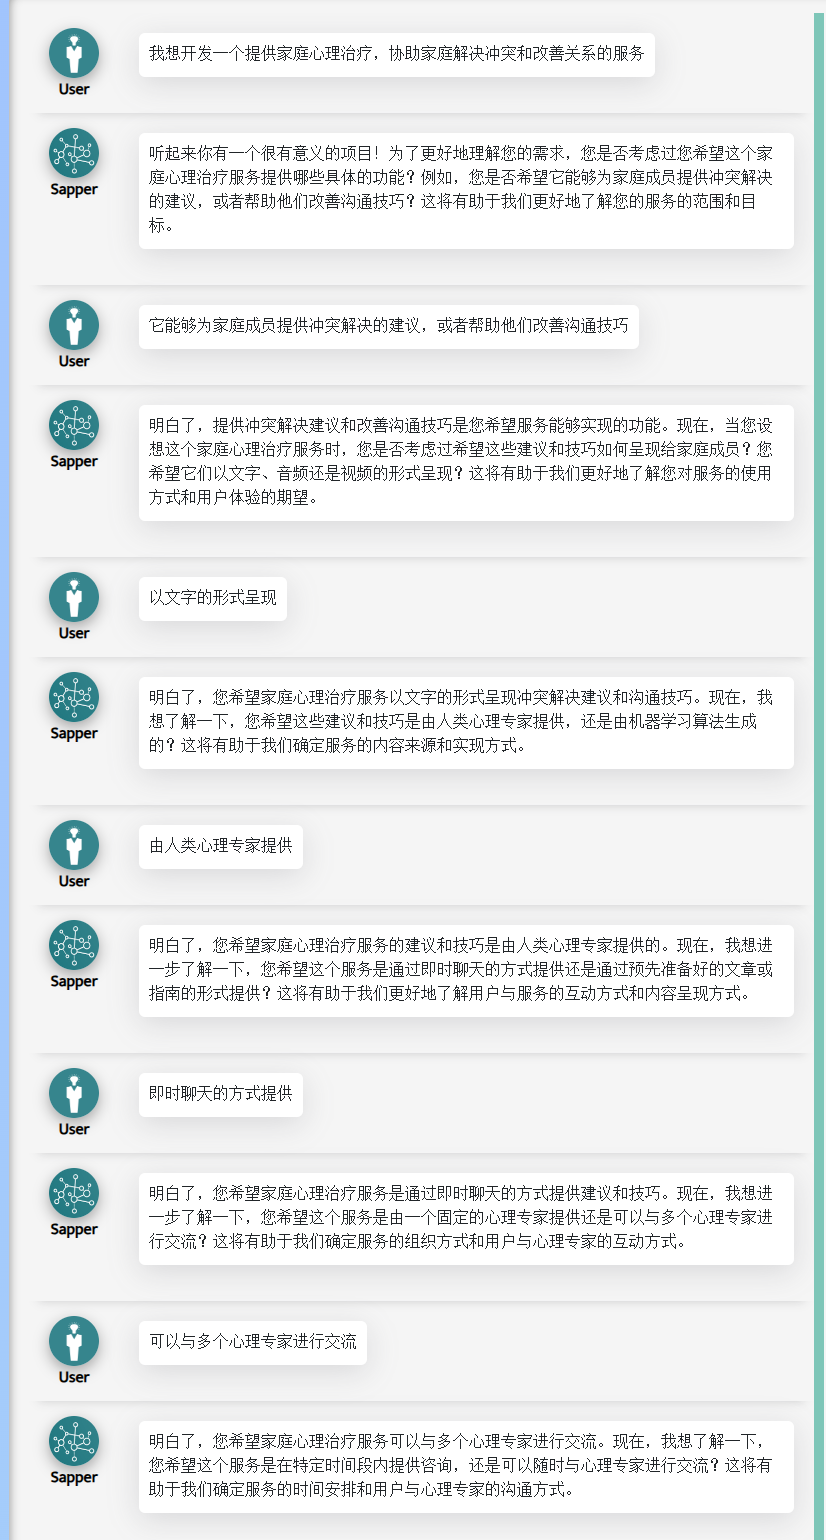 User
我想开发一个提供家庭心理治疗，协助家庭解决冲突和改善关系的服务
Sapper
听起来你有一个很有意义的项目！为了更好地理解您的需求，您是否考虑过您希望这个家
庭心理治疗服务提供哪些具体的功能？例如，您是否希望它能够为家庭成员提供冲突解决
的建议，或者帮助他们改善沟通技巧？这将有助于我们更好地了解您的服务的范围和目
标。
User
它能够为家庭成员提供冲突解决的建议，或者帮助他们改善沟通技巧
Sapper
明白了，提供冲突解决建议和改善沟通技巧是您希望服务能够实现的功能。现在，当您设
想这个家庭心理治疗服务时，您是否考虑过希望这些建议和技巧如何呈现给家庭成员？您
希望它们以文字、音频还是视频的形式呈现？这将有助于我们更好地了解您对服务的使用
方式和用户体验的期望。
User
以文字的形式呈现
Sapper
明白了，您希望家庭心理治疗服务以文字的形式呈现冲突解决建议和沟通技巧。现在，我
想了解一下，您希望这些建议和技巧是由人类心理专家提供，还是由机器学习算法生成
的？这将有助于我们确定服务的内容来源和实现方式。
User
由人类心理专家提供
Sapper
明白了，您希望家庭心理治疗服务的建议和技巧是由人类心理专家提供的。现在，我想进
一步了解一下，您希望这个服务是通过即时聊天的方式提供还是通过预先准备好的文章或
指南的形式提供？这将有助于我们更好地了解用户与服务的互动方式和内容呈现方式。
User
即时聊天的方式提供
Sapper
明白了，您希望家庭心理治疗服务是通过即时聊天的方式提供建议和技巧。现在，我想进
一步了解一下，您希望这个服务是由一个固定的心理专家提供还是可以与多个心理专家进
行交流？这将有助于我们确定服务的组织方式和用户与心理专家的互动方式。
User
可以与多个心理专家进行交流
Sapper
明白了，您希望家庭心理治疗服务可以与多个心理专家进行交流。现在，我想了解一下，
您希望这个服务是在特定时间段内提供咨询，还是可以随时与心理专家进行交流？这将有
助于我们确定服务的时间安排和用户与心理专家的沟通方式。